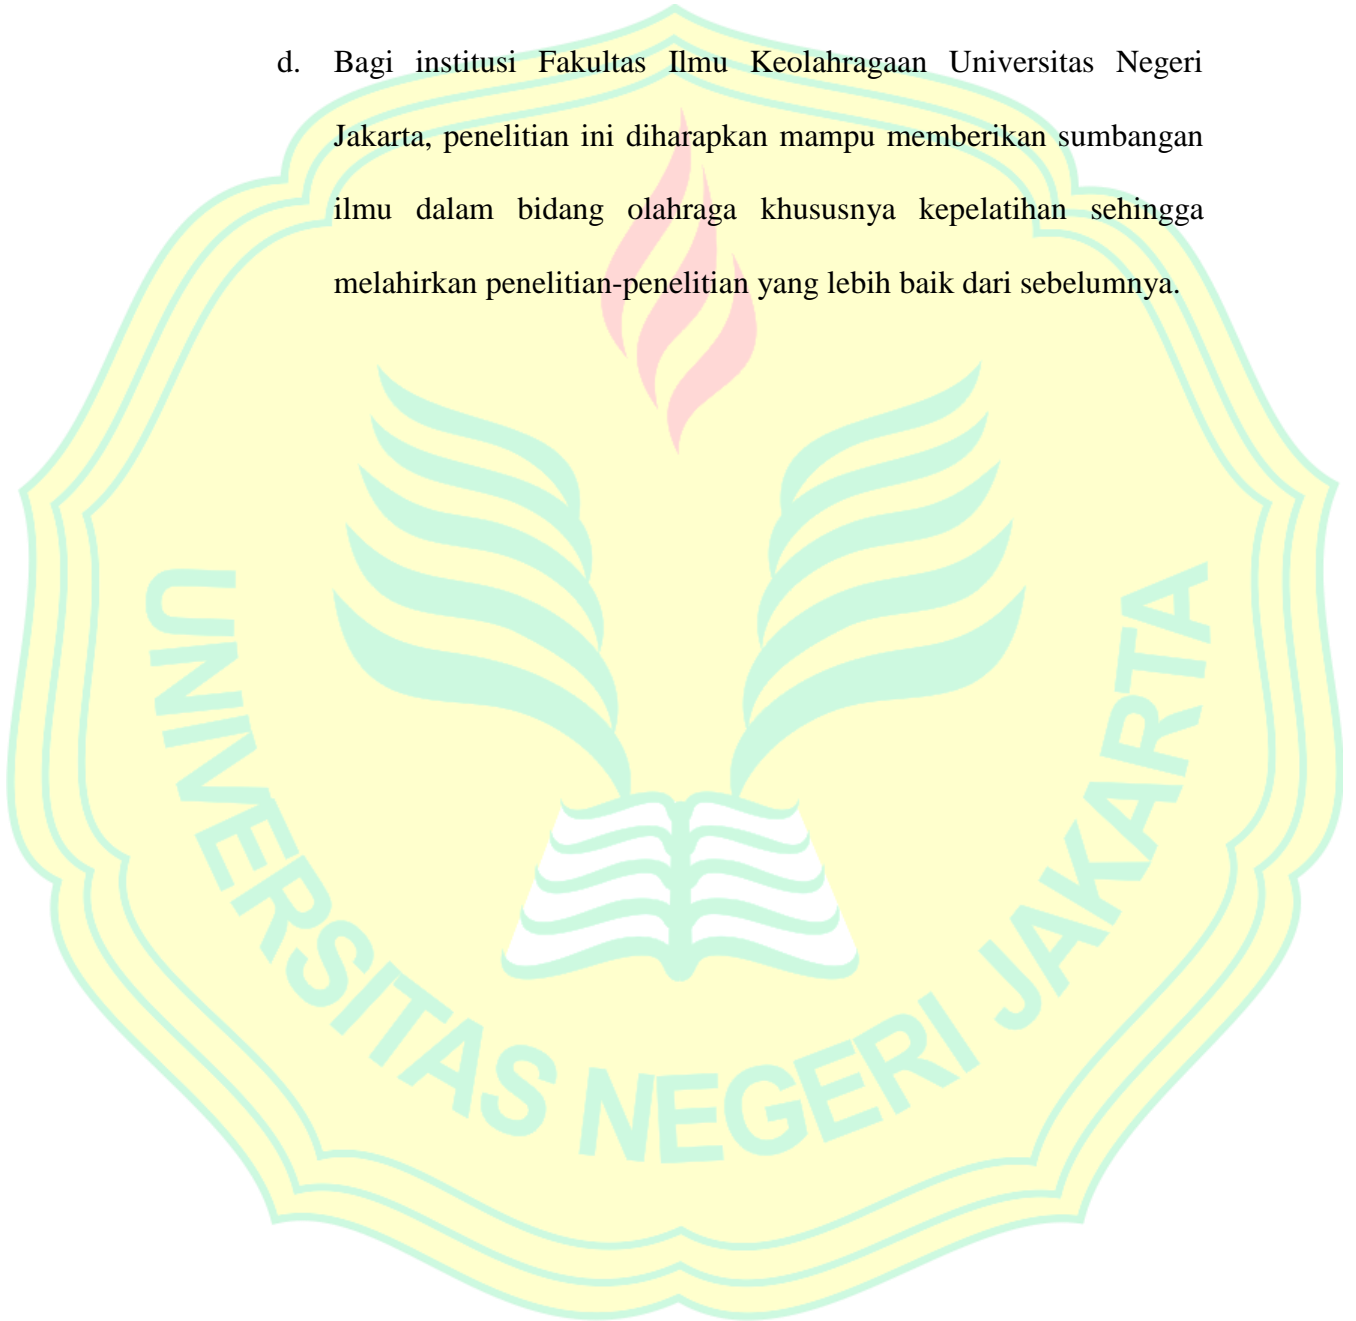 d. Bagi institusi Fakultas Ilmu Keolahragaan Universitas Negeri
Jakarta, penelitian ini diharapkan mampu memberikan sumbangan
ilmu dalam bidang olahraga khususnya kepelatihan sehingga
melahirkan penelitian-penelitian yang lebih baik dari sebelumnya.
UNIVERSITAS NEGERI JAKARTA